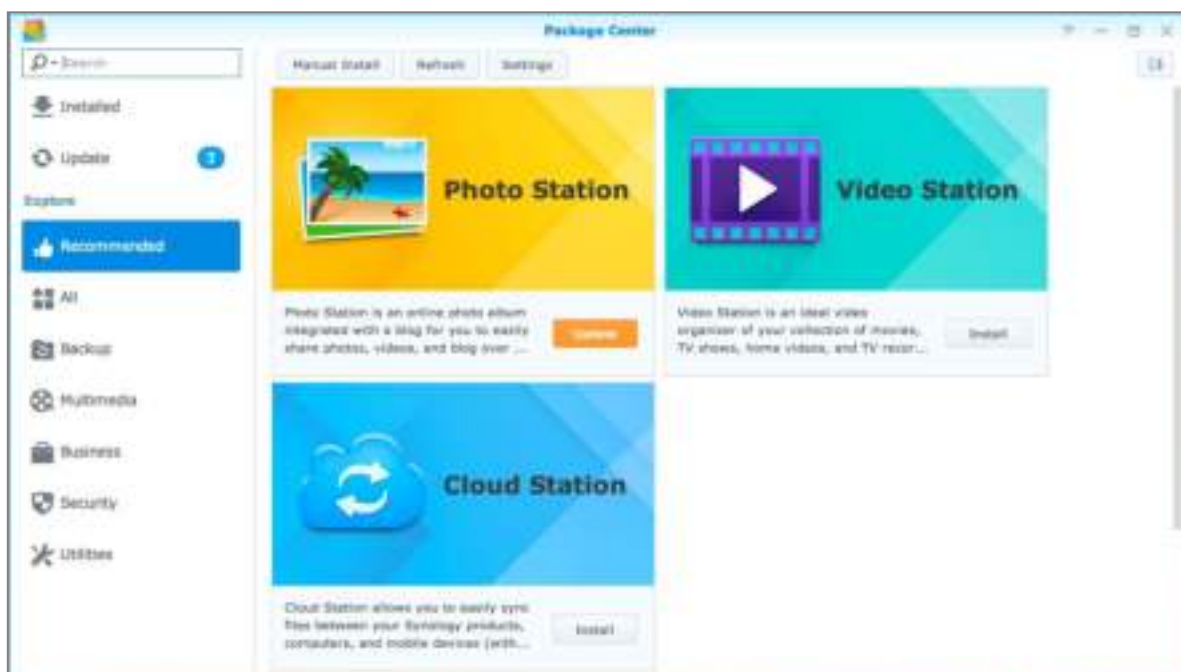 Package Center
Search
Manual Install
Refresh
Settings
Installed
Update
Explore
Recommended
All
Backup
Multimedia
Business
Security
Utilities
Photo Station
Photo Station is an online photo album
integrated with a blog for you to easily
share photos, videos, and blog over ...
Update
Video Station
Video Station is an ideal video
organizer of your collection of movies,
TV shows, home videos, and TV recor...
Install
Cloud Station
Cloud Station allows you to easily sync
files between your Synology products,
computers, and mobile devices (with...
Install